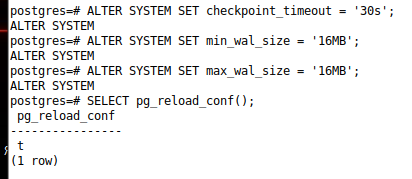 postgres=# ALTER SYSTEM SET checkpoint_timeout = '30s';
ALTER SYSTEM
postgres=# ALTER SYSTEM SET min_wal_size = '16MB';
ALTER SYSTEM
postgres=# ALTER SYSTEM SET max_wal_size = '16MB';
ALTER SYSTEM
postgres=# SELECT pg_reload_conf();
 pg_reload_conf
----------------
 t
(1 row)